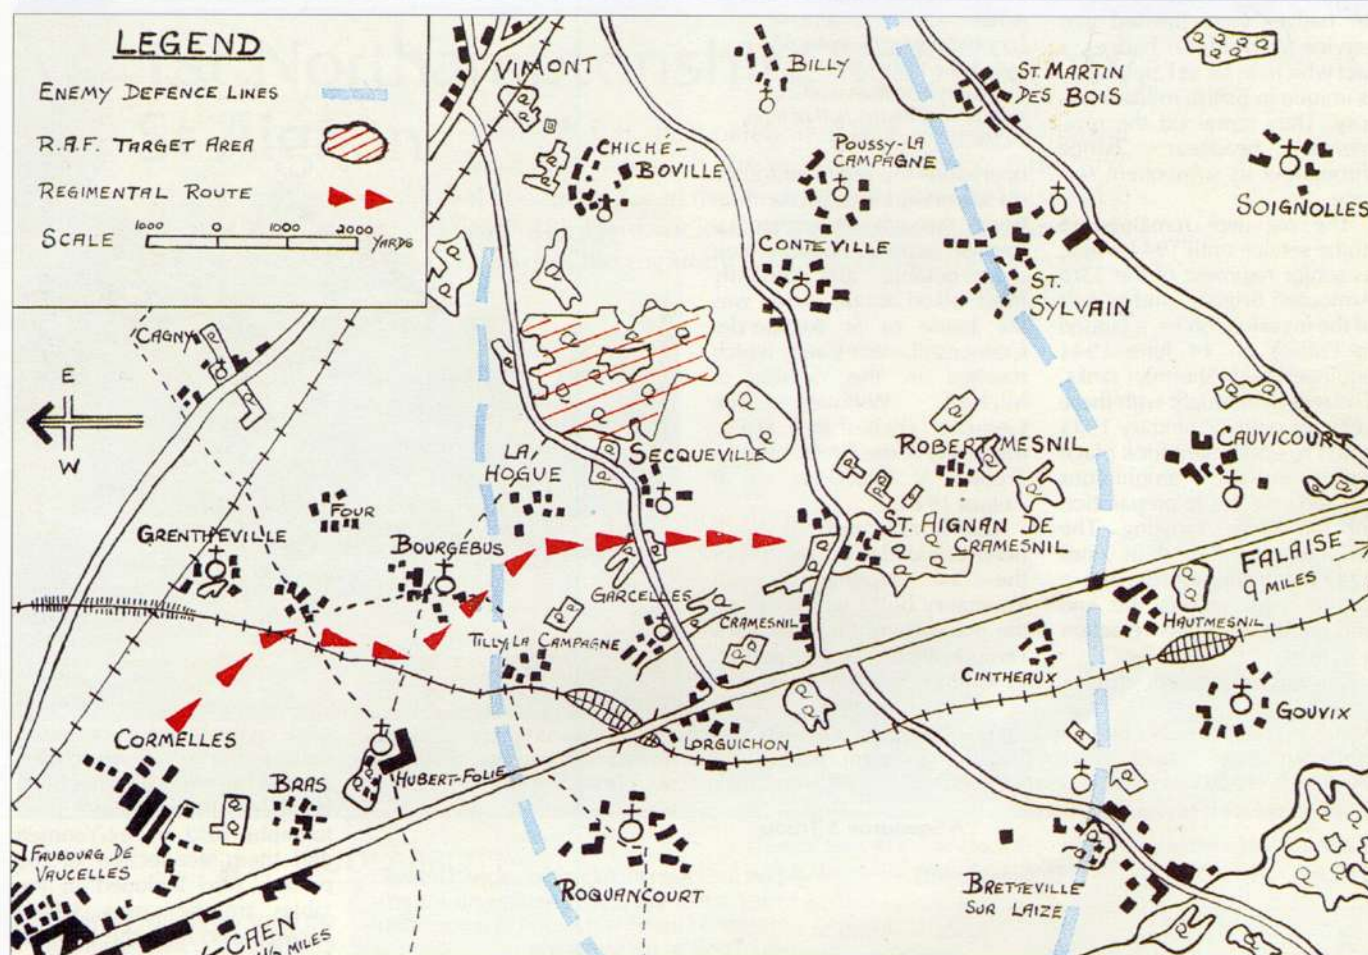 LEGEND
ENEMY DEFENCE LINES
R.A.F. TARGET AREA
REGIMENTAL ROUTE
SCALE 1000 0 1000 2000 YARDS
VIMONT
BILLY
ST. MARTIN
DES BOIS
CHICHE-
BOVILLE
POUSSY-LA
CAMPAGNE
SOIGNOLLES
CONTEVILLE
ST.
SYLVAIN
CAGNY
E
W
LA
HOGUE
SECQUEVILLE
ROBERTMESNIL
CAUVICOURT
FOUR
GRENTHEVILLE
BOURGEBUS
ST. AIGNAN DE
CRAMESNIL
FALAISE
9 MILES
GARCELLES
CRAMESNIL
TILLY LA CAMPAGNE
HAUTMESNIL
CINTHEAUX
GOUVIX
CORMELLES
LORGUICHON
BRAS
HUBERT-FOLIE
FAUBOURG DE
VAUCELLES
ROQUANCOURT
BRETTEVILLE
SUR LAIZE
CAEN
MILES